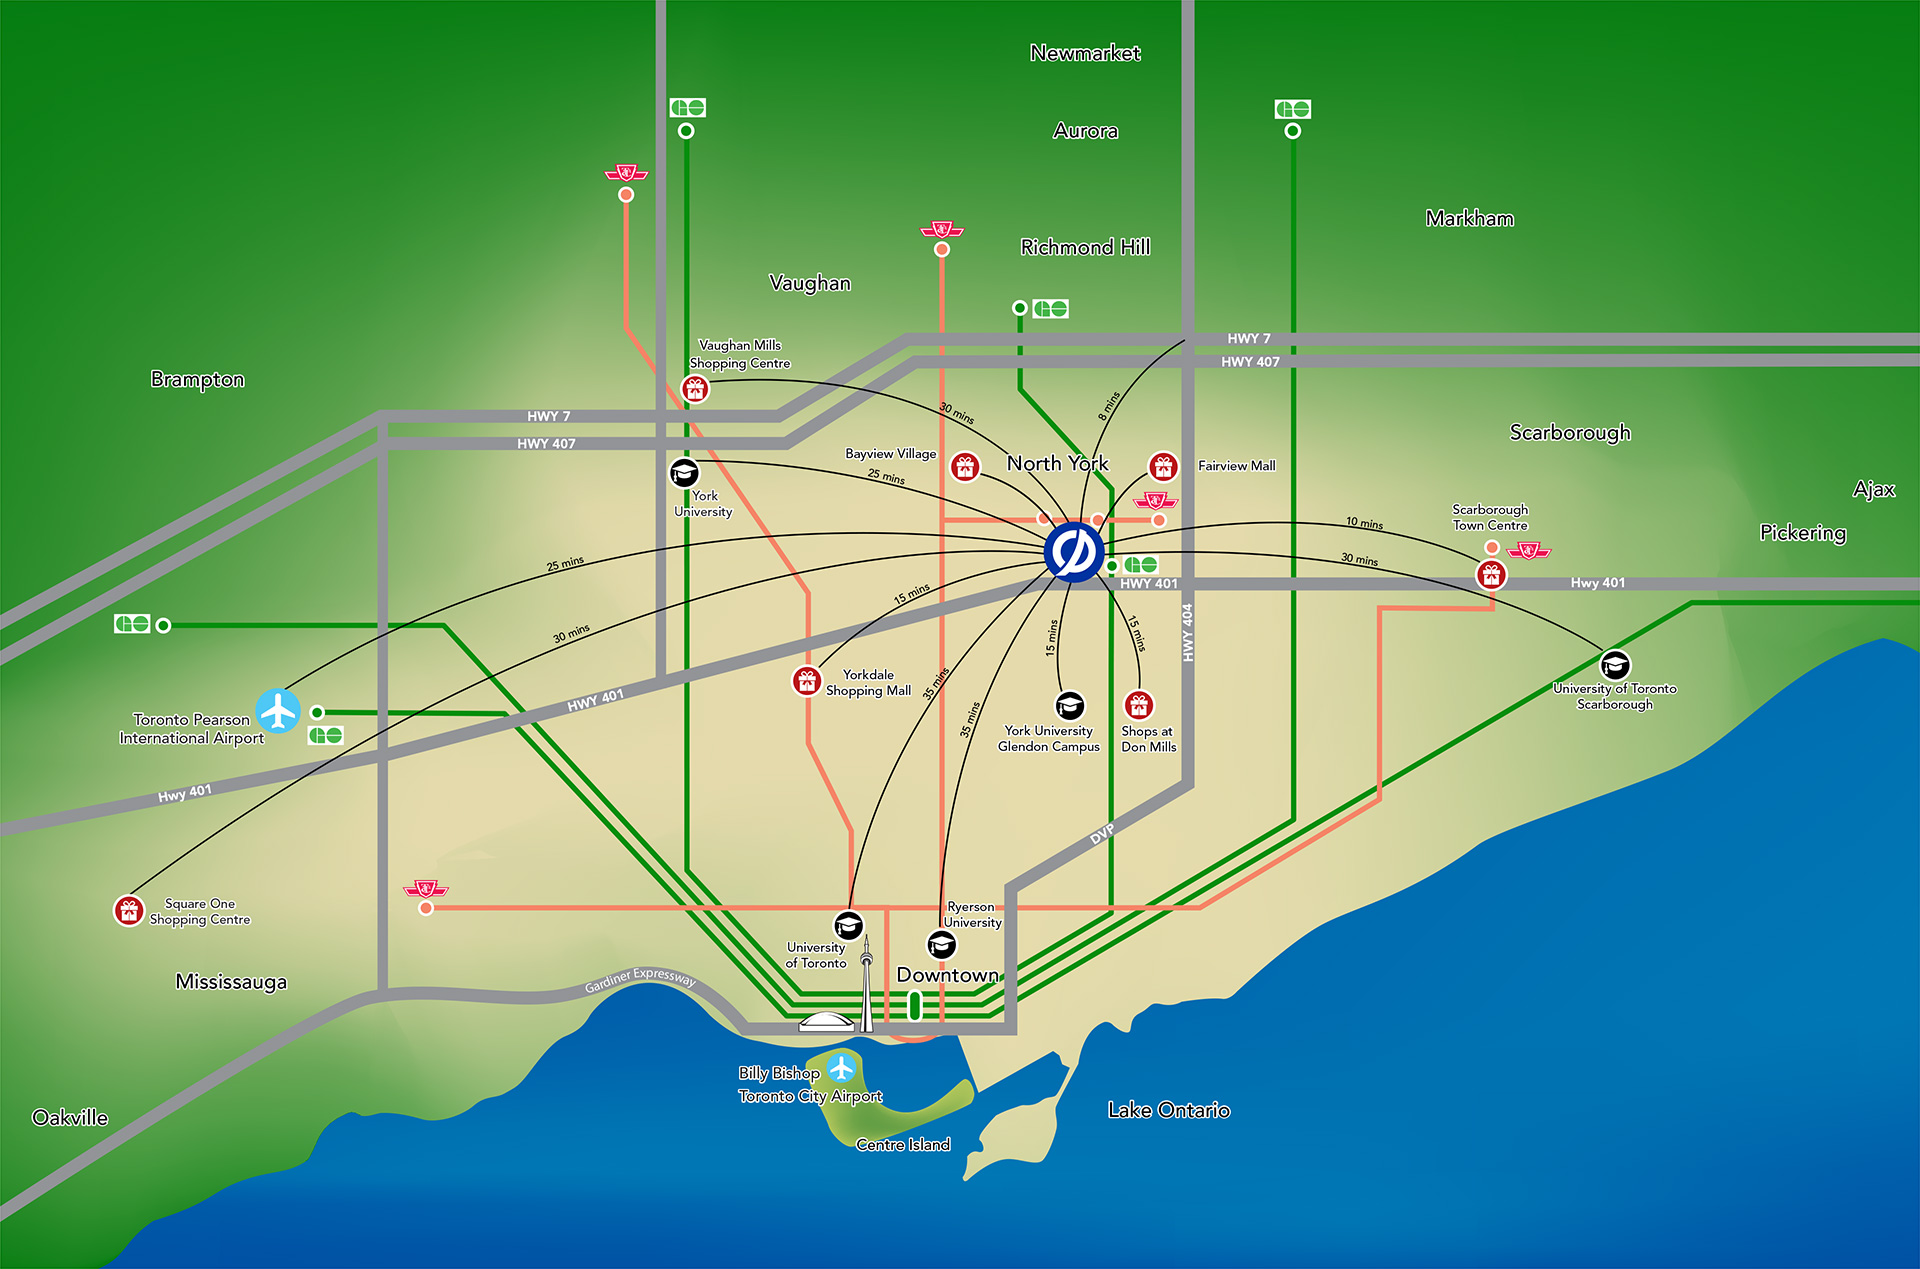 Newmarket
Aurora
Markham
Richmond Hill
Vaughan
HWY 7
Vaughan Mills
Shopping Centre
HWY 407
Brampton
30 mins
8 mins
HWY 7
Scarborough
HWY 407
Bayview Village
North York
Fairview Mall
25 mins
Ajax
York
University
Scarborough
Town Centre
10 mins
Pickering
25 mins
30 mins
HWY 401
Hwy 401
15 mins
30 mins
15 mins
15 mins
HWY 404
Yorkdale
Shopping Mall
35 mins
University of Toronto
Scarborough
HWY 401
Toronto Pearson
International Airport
35 mins
York University
Glendon Campus
Shops at
Don Mills
Hwy 401
DVP
Square One
Shopping Centre
Ryerson
University
University
of Toronto
Downtown
Mississauga
Gardiner Expressway
Billy Bishop
Toronto City Airport
Oakville
Lake Ontario
Centre Island